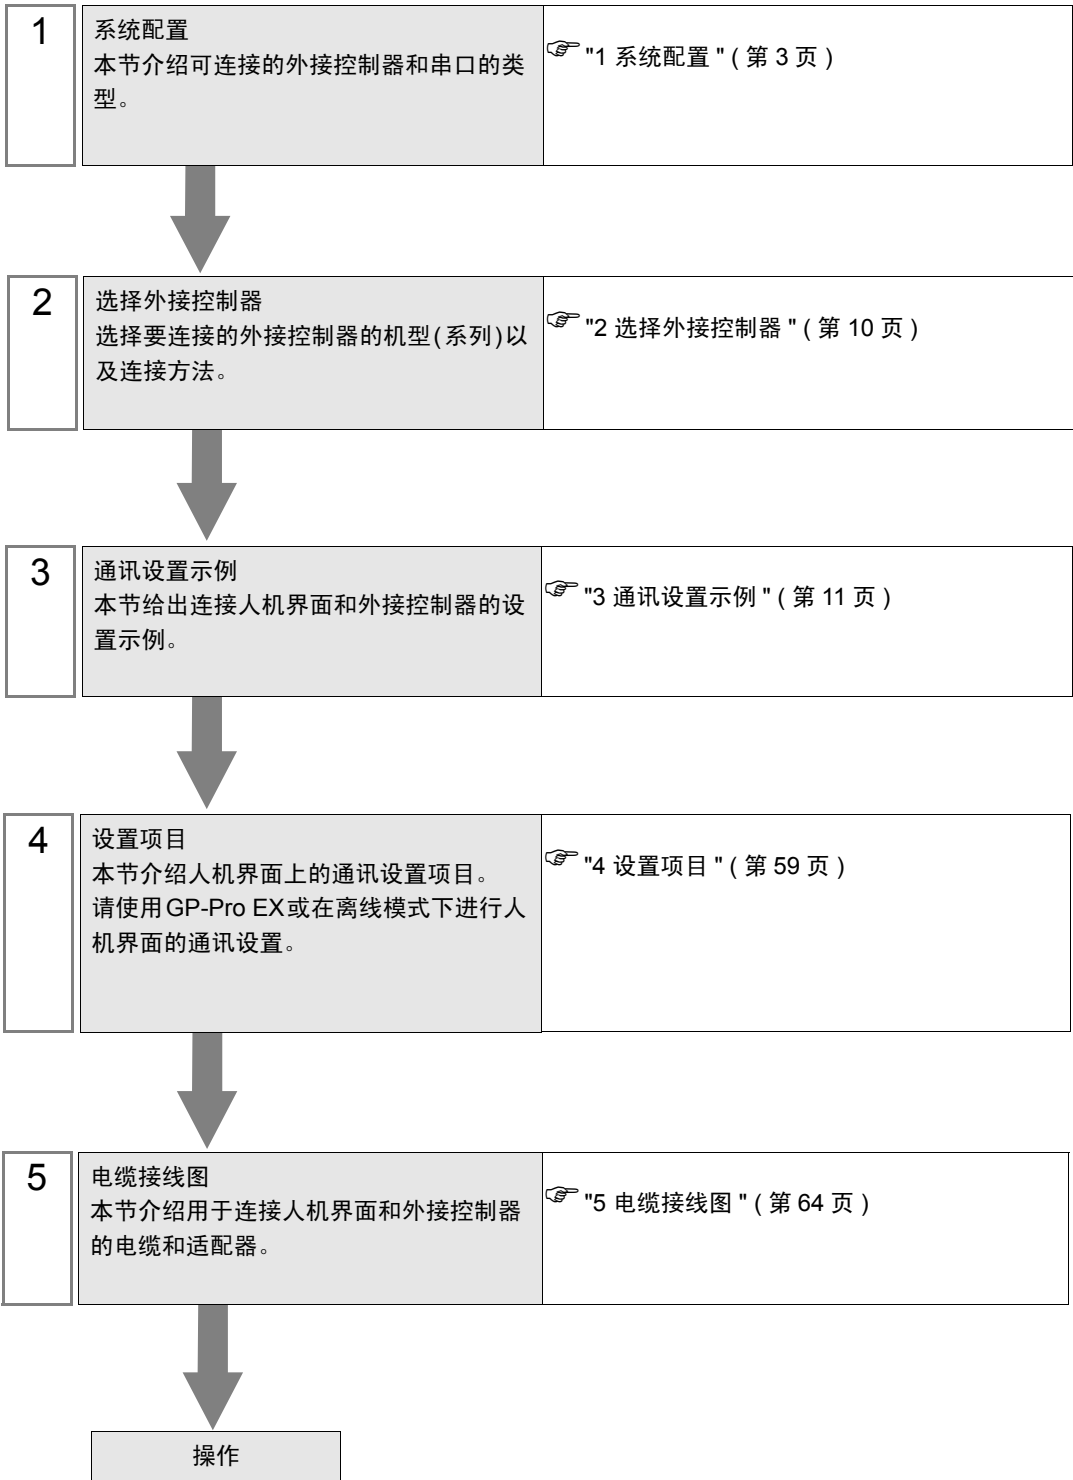 1
系统配置
本节介绍可连接的外接控制器和串口的类
型。
"1 系统配置 " ( 第 3 页 )
2
选择外接控制器
选择要连接的外接控制器的机型(系列)以
及连接方法。
"2 选择外接控制器 " ( 第 10 页 )
3
通讯设置示例
本节给出连接人机界面和外接控制器的设
置示例。
"3 通讯设置示例 " ( 第 11 页 )
4
设置项目
本节介绍人机界面上的通讯设置项目。
请使用GP-Pro EX或在离线模式下进行人
机界面的通讯设置。
"4 设置项目 " ( 第 59 页 )
5
电缆接线图
本节介绍用于连接人机界面和外接控制器
的电缆和适配器。
"5 电缆接线图 " ( 第 64 页 )
操作